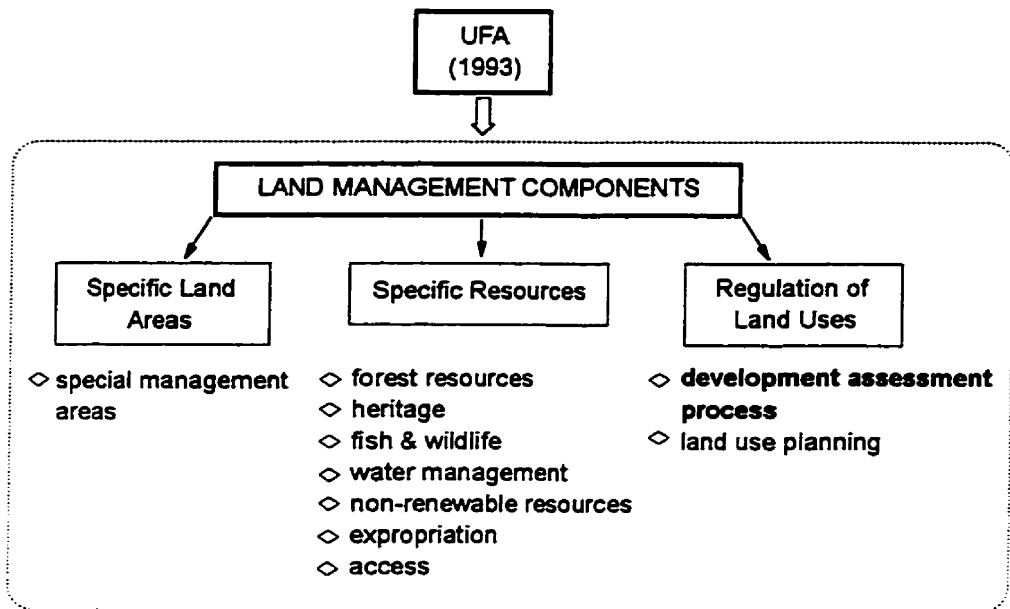 UFA
(1993)
LAND MANAGEMENT COMPONENTS
Specific Land
Areas
◇ special management
areas
Specific Resources
◇ forest resources
◇ heritage
◇ fish & wildlife
◇ water management
◇ non-renewable resources
◇ expropriation
◇ access
Regulation of
Land Uses
◇ development assessment
process
◇ land use planning